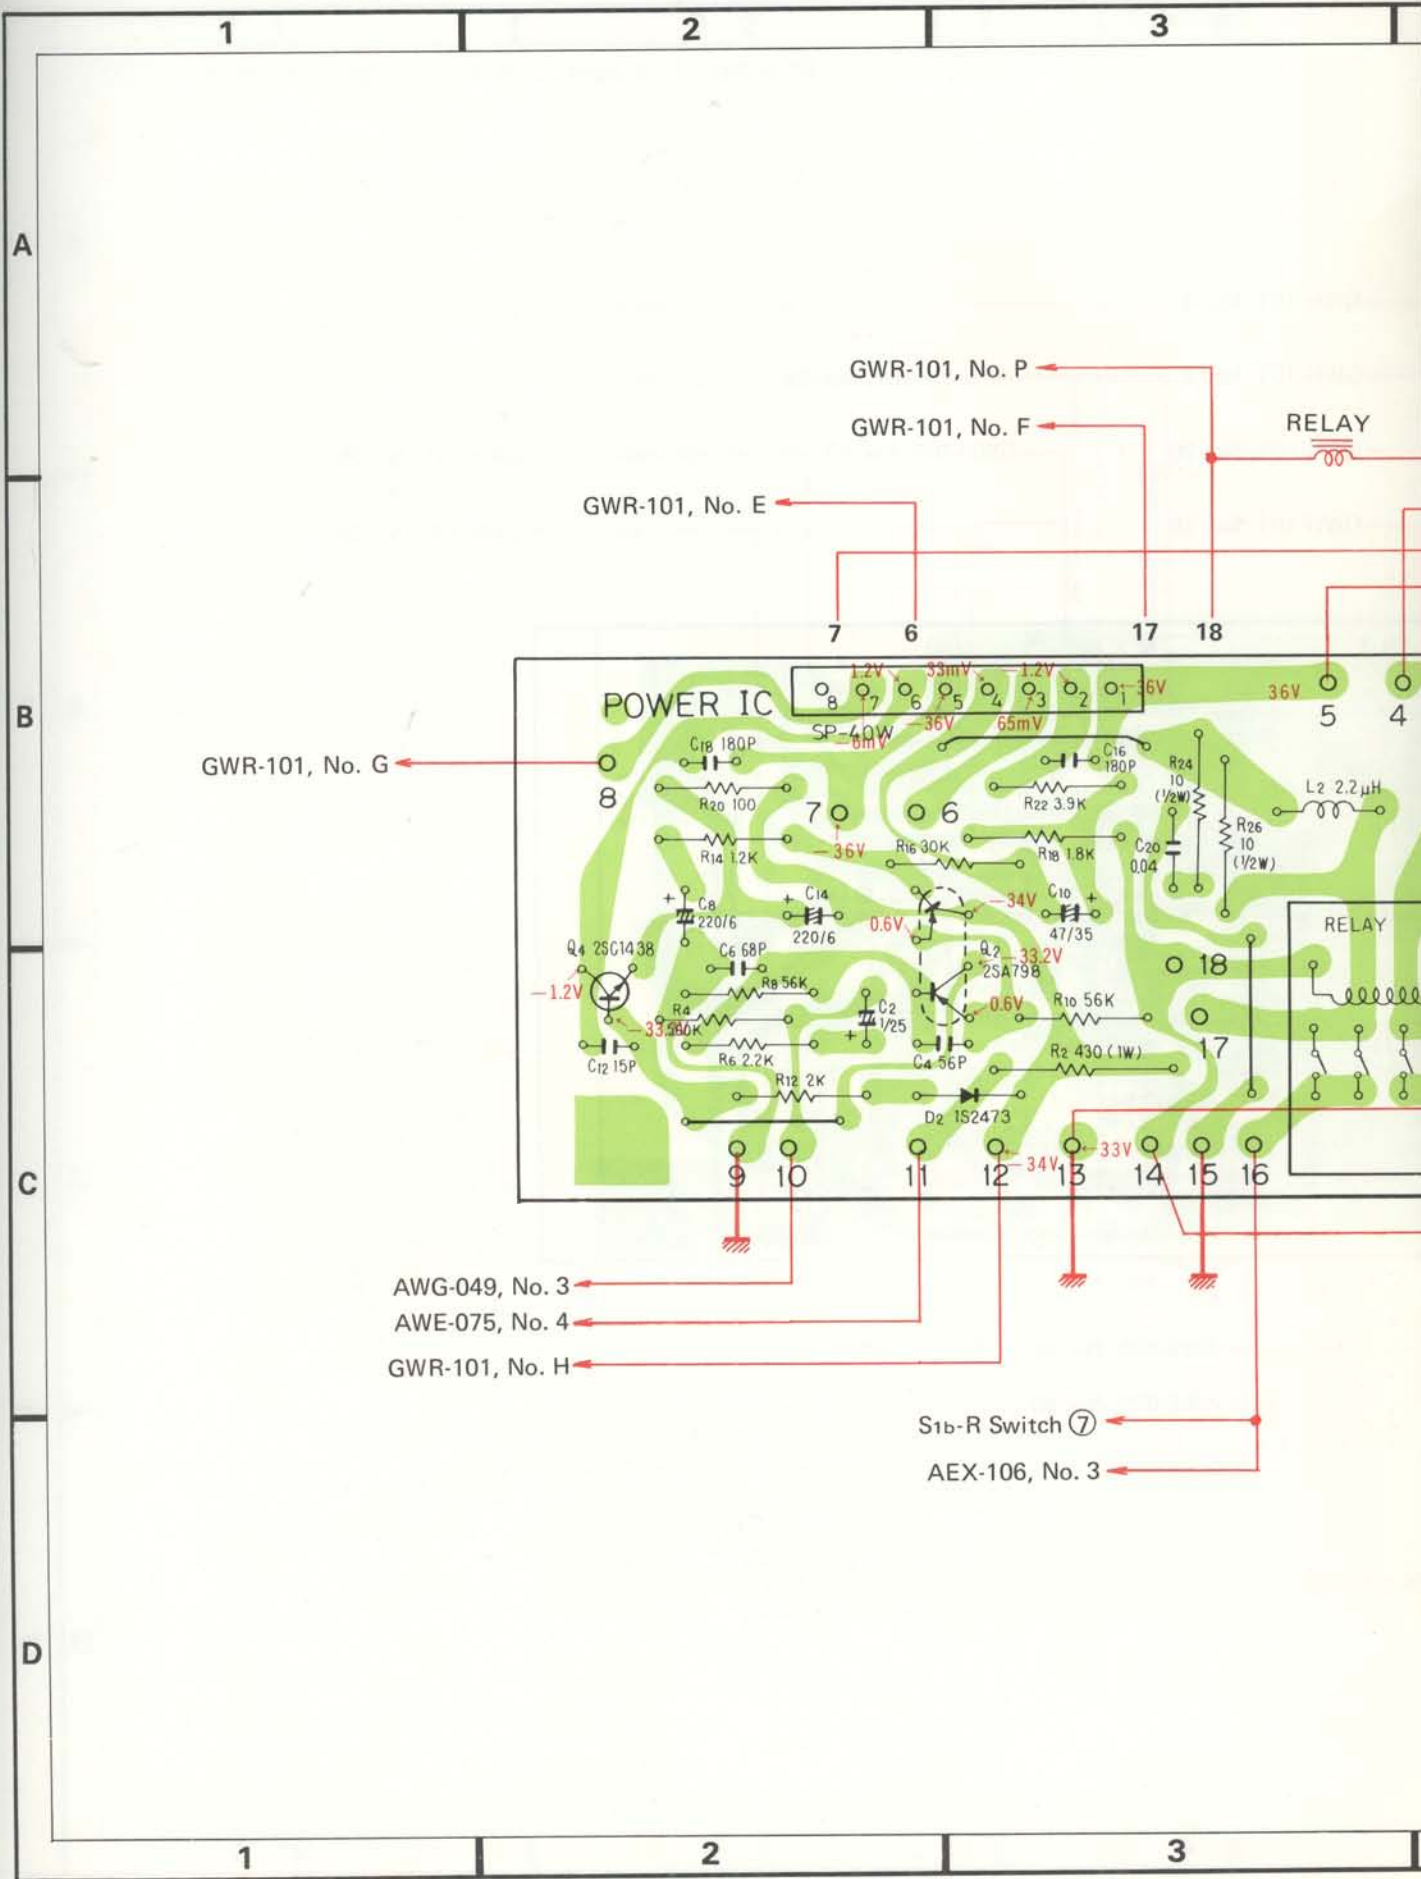 1 2 3
A
GWR-101, No. P
GWR-101, No. F
RELAY
GWR-101, No. E
7 6 17 18
B
POWER IC
1.2V 33mV —1.2V
8 7 6 5 4 3 2 1
—36V
36V
5 4
SP-40W
—6mV
—36V 65mV
GWR-101, No. G
8
C18 180P
C16 180P
R24 10 (1/2W)
L2 2.2μH
R20 100
7 6
R22 3.9K
R14 1.2K
—36V
R16 30K
R18 1.8K
C20 0.04
R26 10 (1/2W)
C8 220/6
+
C14 220/6
+
—34V
C10 47/35
+
RELAY
0.6V
Q4 2SC1438
C6 68P
Q2 2SA798
—33.2V
18
—1.2V
R8 56K
R4
C2 1/25
+
0.6V
R10 56K
C12 15P
R6 2.2K
C4 56P
R2 430 (1W)
17
R12 2K
D2 1S2473
C
9 10 11 12 —34V 13 —33V 14 15 16
AWG-049, No. 3
AWE-075, No. 4
GWR-101, No. H
S1b-R Switch ⑦
AEX-106, No. 3
D
1 2 3